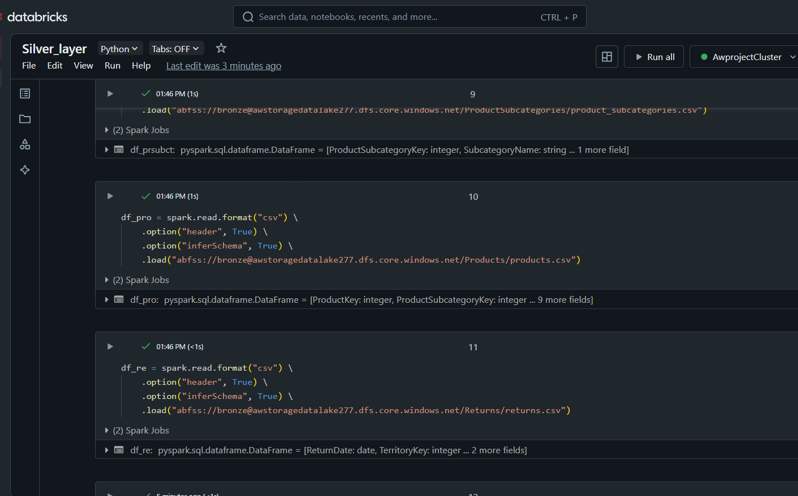 databricks
Search data, notebooks, recents, and more...
CTRL + P
Silver_layer
Python
Tabs: OFF
File Edit View Run Help
Last edit was 3 minutes ago
Run all
AwprojectCluster
01:46 PM (1s)
9
.load("abfss://bronze@awstoragedatalake277.dfs.core.windows.net/ProductSubcategories/product_subcategories.csv")
(2) Spark Jobs
df_prsubct: pyspark.sql.dataframe.DataFrame = [ProductSubcategoryKey: integer, SubcategoryName: string ... 1 more field]
01:46 PM (1s)
10
df_pro = spark.read.format("csv") \
.option("header", True) \
.option("inferSchema", True) \
.load("abfss://bronze@awstoragedatalake277.dfs.core.windows.net/Products/products.csv")
(2) Spark Jobs
df_pro: pyspark.sql.dataframe.DataFrame = [ProductKey: integer, ProductSubcategoryKey: integer ... 9 more fields]
01:46 PM (<1s)
11
df_re = spark.read.format("csv") \
.option("header", True) \
.option("inferSchema", True) \
.load("abfss://bronze@awstoragedatalake277.dfs.core.windows.net/Returns/returns.csv")
(2) Spark Jobs
df_re: pyspark.sql.dataframe.DataFrame = [ReturnDate: date, TerritoryKey: integer ... 2 more fields]